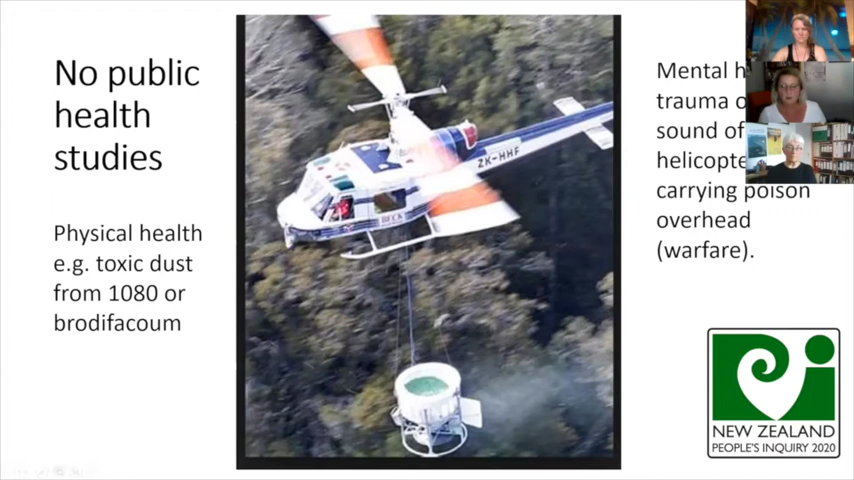 No public
health
studies
Physical health
e.g. toxic dust
from 1080 or
brodifacoum
ZK-HHF
BECK
Mental h
trauma o
sound of
helicopte
carrying poison
overhead
(warfare).
NEW ZEALAND
PEOPLE'S INQUIRY 2020